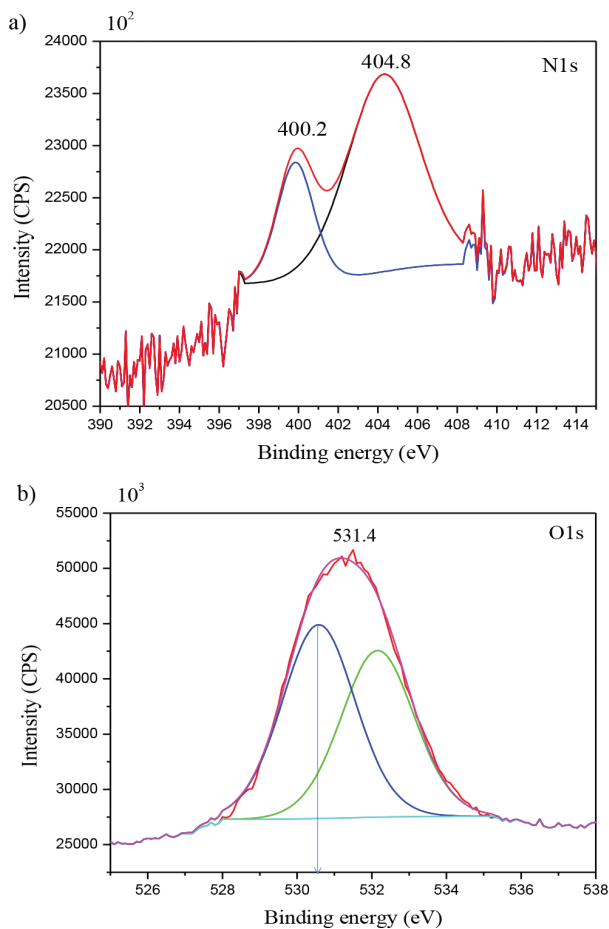 a)
10²
N1s
404.8
400.2
24000
23500
23000
22500
22000
21500
21000
20500
Intensity (CPS)
390 392 394 396 398 400 402 404 406 408 410 412 414
Binding energy (eV)
b)
10³
O1s
531.4
55000
50000
45000
40000
35000
30000
25000
Intensity (CPS)
526 528 530 532 534 536 538
Binding energy (eV)